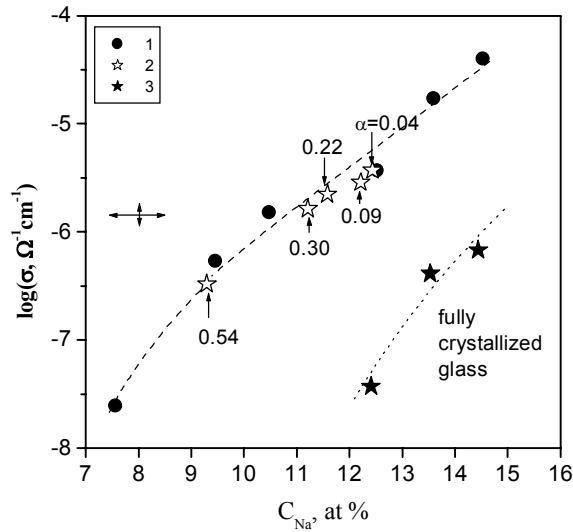 -4
1
2
3
α=0.04
0.22
-5
0.09
0.30
-6
0.54
fully
crystallized
glass
-7
-8
log(σ, Ω⁻¹cm⁻¹)
7 8 9 10 11 12 13 14 15 16
C_Na, at %